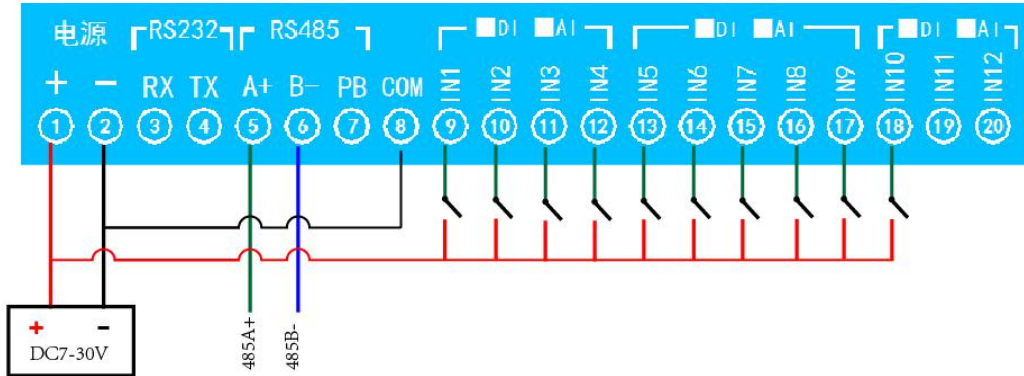 电源 RS232 RS485 DI AI DI AI DI AI
+ − RX TX A+ B− PB COM IN1 IN2 IN3 IN4 IN5 IN6 IN7 IN8 IN9 IN10 IN11 IN12
1 2 3 4 5 6 7 8 9 10 11 12 13 14 15 16 17 18 19 20
+ -
DC7-30V
485A+
485B-